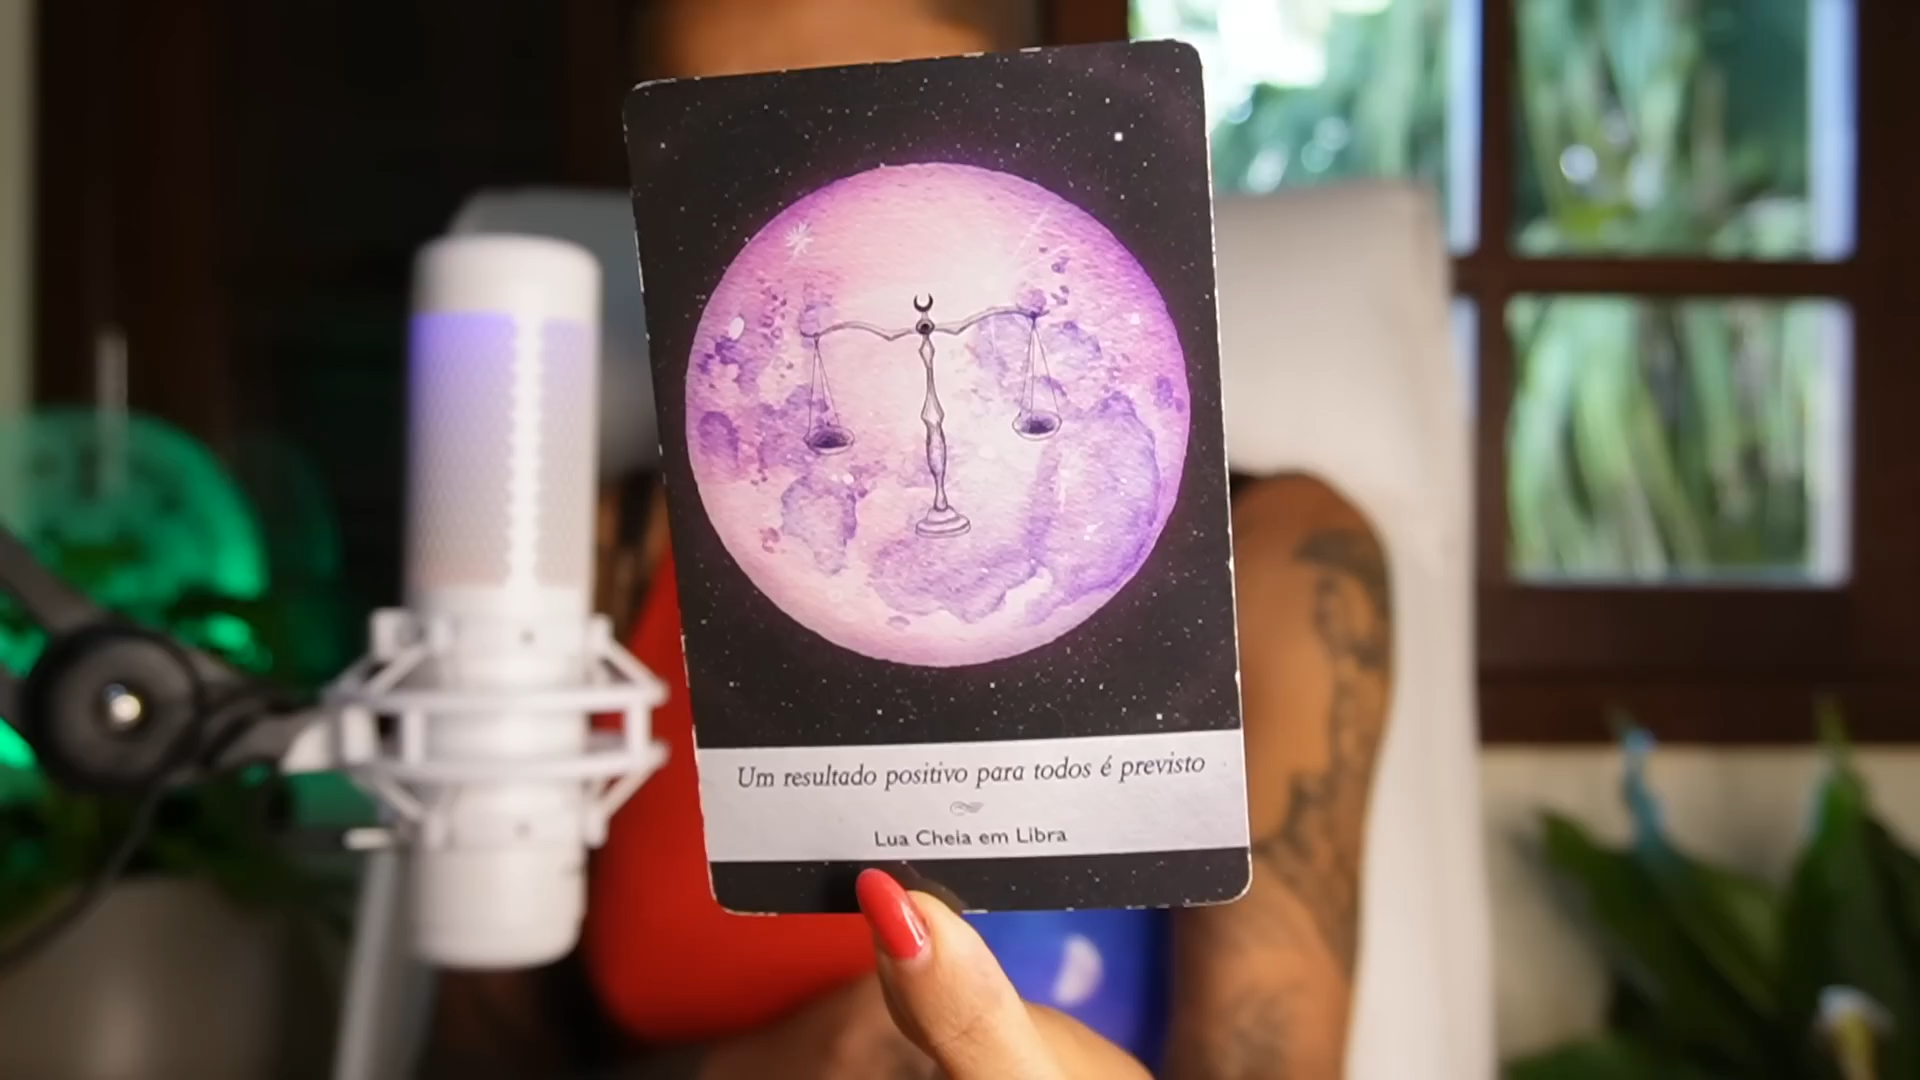 Um resultado positivo para todos é previsto
Lua Cheia em Libra